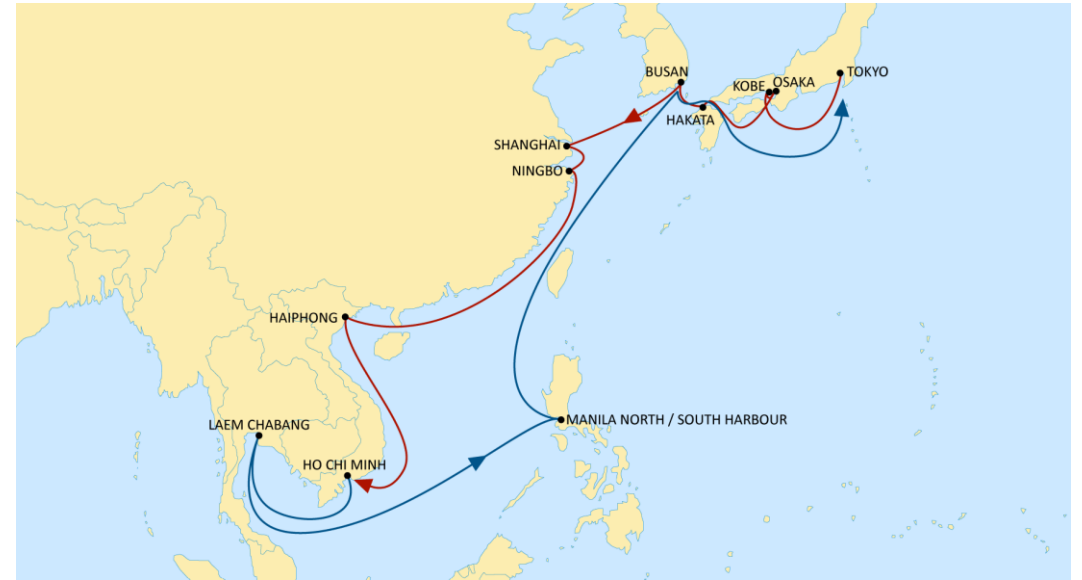 BUSAN
TOKYO
KOBE
OSAKA
HAKATA
SHANGHAI
NINGBO
HAIPHONG
MANILA NORTH / SOUTH HARBOUR
LAEM CHABANG
HO CHI MINH